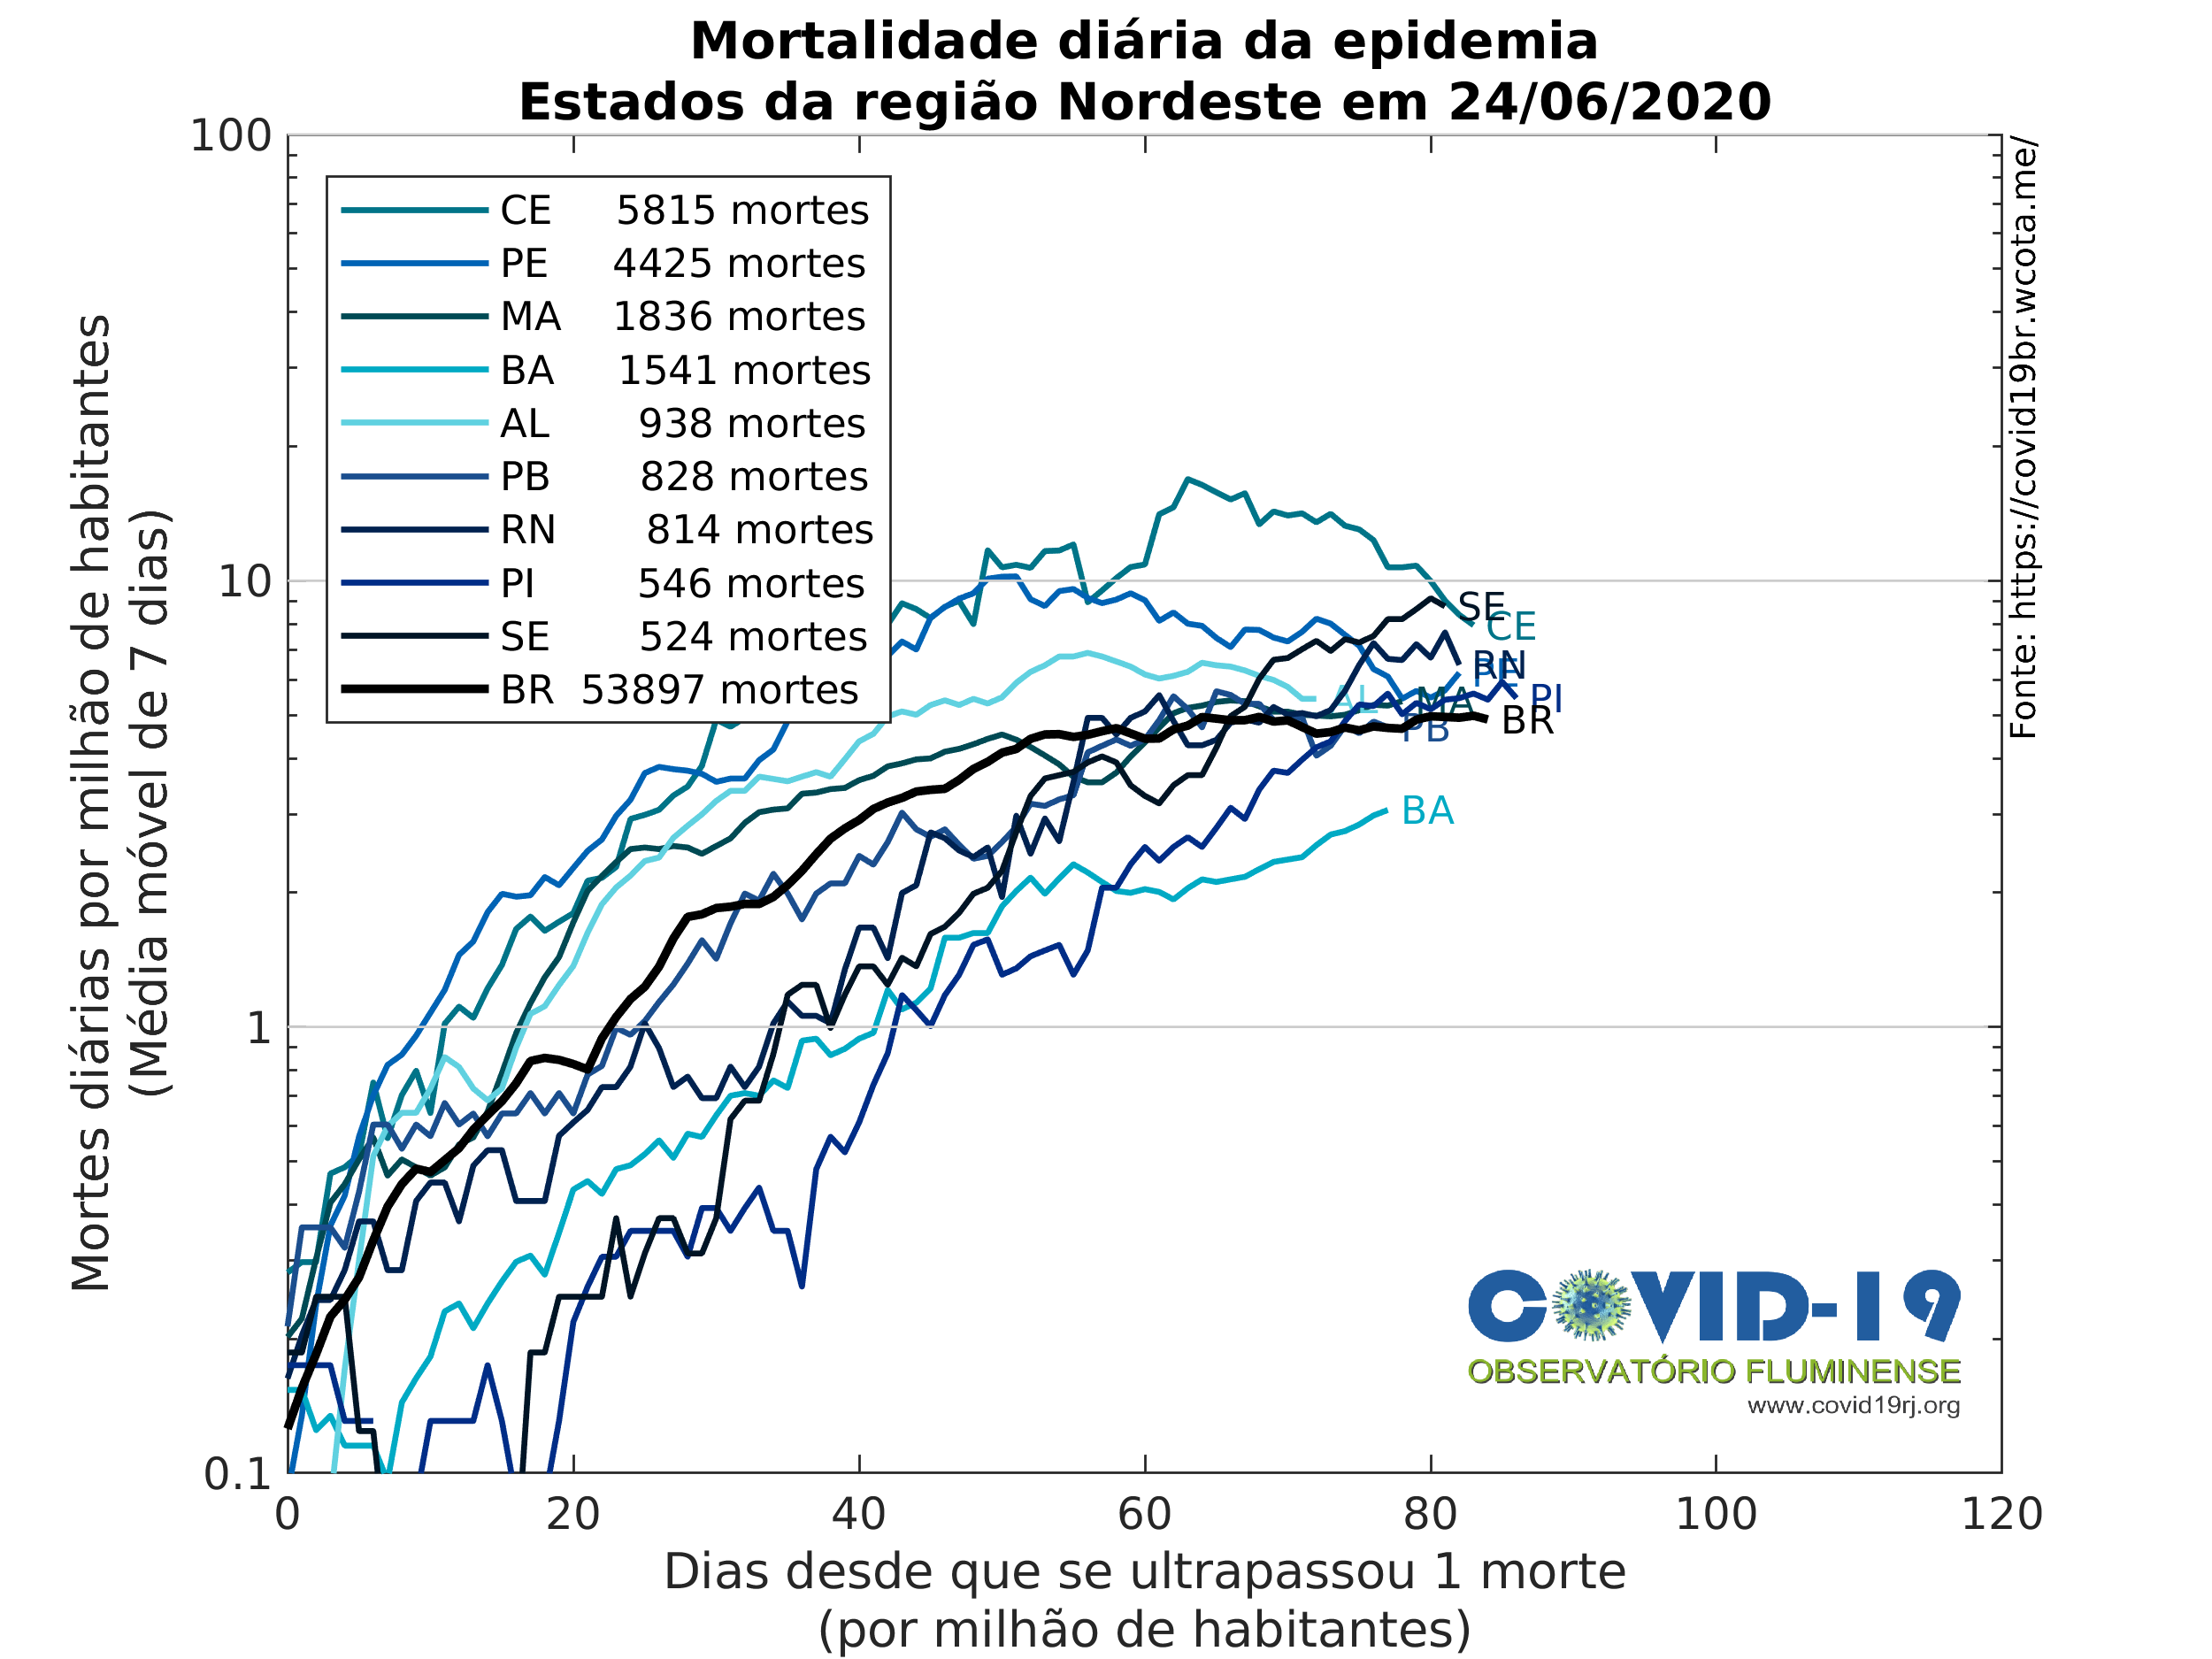 Mortalidade diária da epidemia
Estados da região Nordeste em 24/06/2020
Mortes diárias por milhão de habitantes
(Média móvel de 7 dias)
100
10
1
0.1
CE 5815 mortes
PE 4425 mortes
MA 1836 mortes
BA 1541 mortes
AL 938 mortes
PB 828 mortes
RN 814 mortes
PI 546 mortes
SE 524 mortes
BR 53897 mortes
SE
CE
RN
PE
PI
AL
MA
BR
PB
BA
Fonte: https://covid19br.wcota.me/
COVID-19
OBSERVATÓRIO FLUMINENSE
www.covid19rj.org
0 20 40 60 80 100 120
Dias desde que se ultrapassou 1 morte
(por milhão de habitantes)